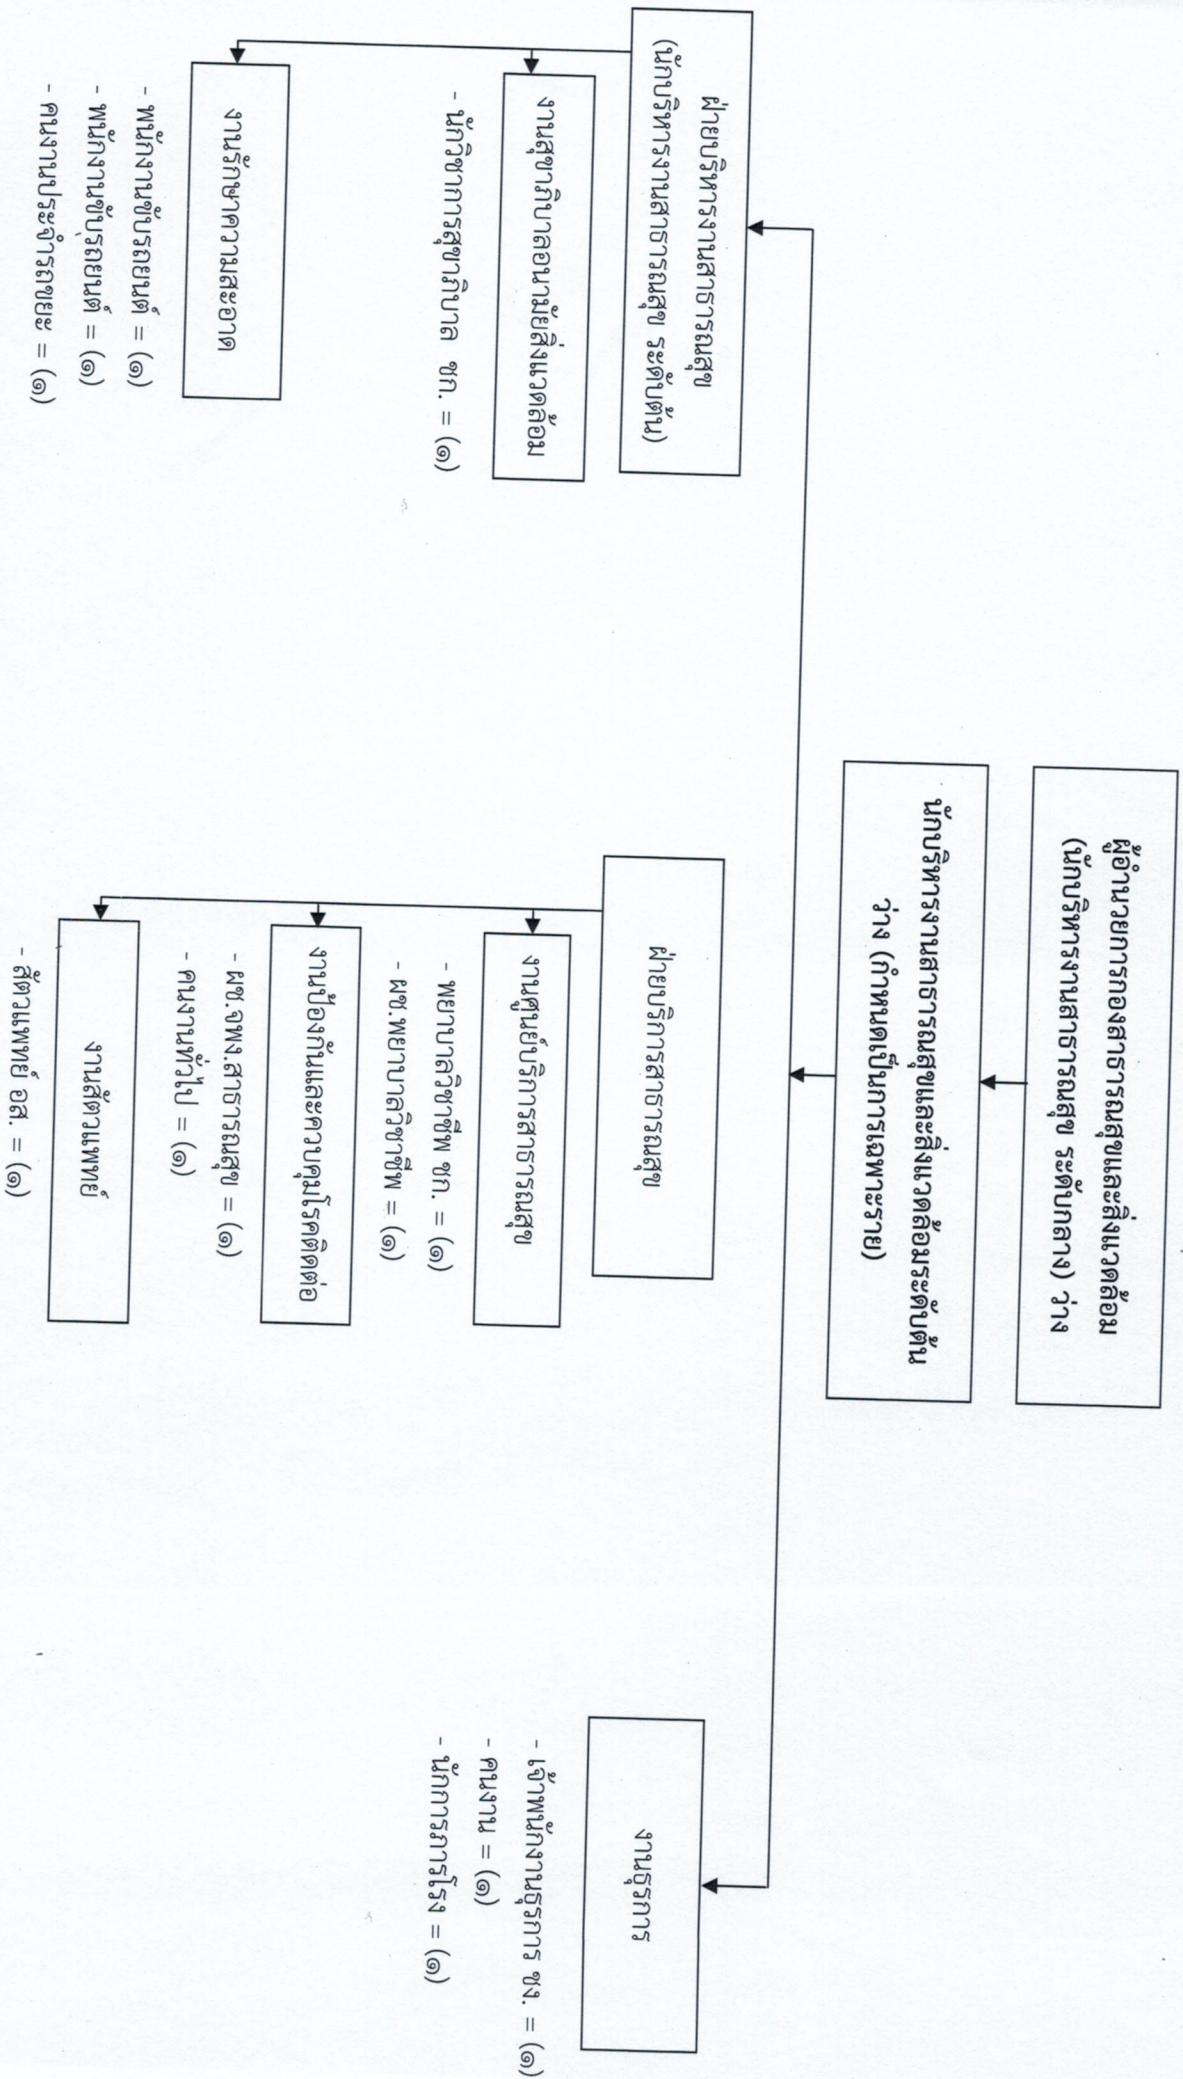 ผู้อำนวยการกองสาธารณสุขและสิ่งแวดล้อม
(นักบริหารงานสาธารณสุข ระดับกลาง) ว่าง
นักบริหารงานสาธารณสุขและสิ่งแวดล้อมระดับต้น
ว่าง (กำหนดเป็นการเฉพาะราย)
ฝ่ายบริหารงานสาธารณสุข
(นักบริหารงานสาธารณสุข ระดับต้น)
งานสุขาภิบาลอนามัยสิ่งแวดล้อม
- นักวิชาการสุขาภิบาล ชก. = (๑)
งานรักษาความสะอาด
- พนักงานขับรถยนต์ = (๑)
- พนักงานขับรถยนต์ = (๑)
- คนงานประจำรถขยะ = (๑)
ฝ่ายบริการสาธารณสุข
งานศูนย์บริการสาธารณสุข
- พยาบาลวิชาชีพ ชก. = (๑)
- ผช.พยาบาลวิชาชีพ = (๑)
งานป้องกันและควบคุมโรคติดต่อ
- ผช.จพง.สาธารณสุข = (๑)
- คนงานทั่วไป = (๑)
งานสัตวแพทย์
- สัตวแพทย์ อส. = (๑)
งานธุรการ
- เจ้าพนักงานธุรการ ชง. = (๑)
- คนงาน = (๑)
- นักการภารโรง = (๑)